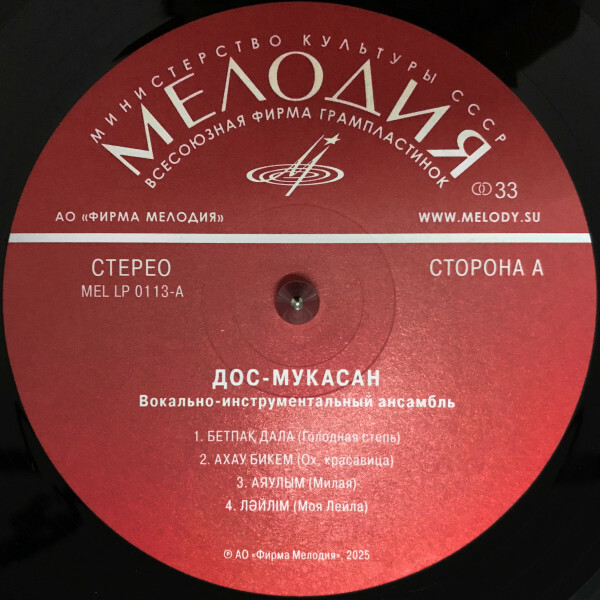 МИНИСТЕРСТВО КУЛЬТУРЫ СССР
МЕЛОДИЯ
ВСЕСОЮЗНАЯ ФИРМА ГРАМПЛАСТИНОК
33
АО «ФИРМА МЕЛОДИЯ»
WWW.MELODY.SU
СТЕРЕО
СТОРОНА А
MEL LP 0113-A
ДОС-МУКАСАН
Вокально-инструментальный ансамбль
1. БЕТПАҚ ДАЛА (Голодная степь)
2. АХАУ БИКЕМ (Ох, красавица)
3. АЯУЛЫМ (Милая)
4. ЛӘЙЛІМ (Моя Лейла)
℗ АО «Фирма Мелодия», 2025